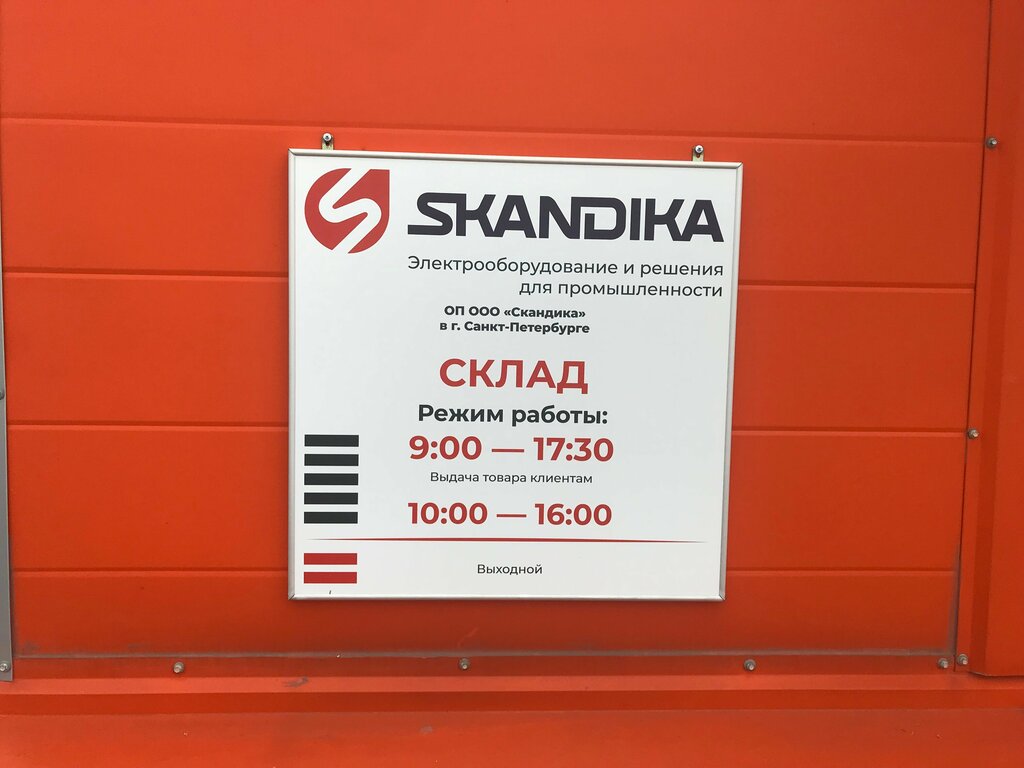 SKANDIKA
Электрооборудование и решения
для промышленности
ОП ООО «Скандика»
в г. Санкт-Петербурге
СКЛАД
Режим работы:
9:00 — 17:30
Выдача товара клиентам
10:00 — 16:00
Выходной